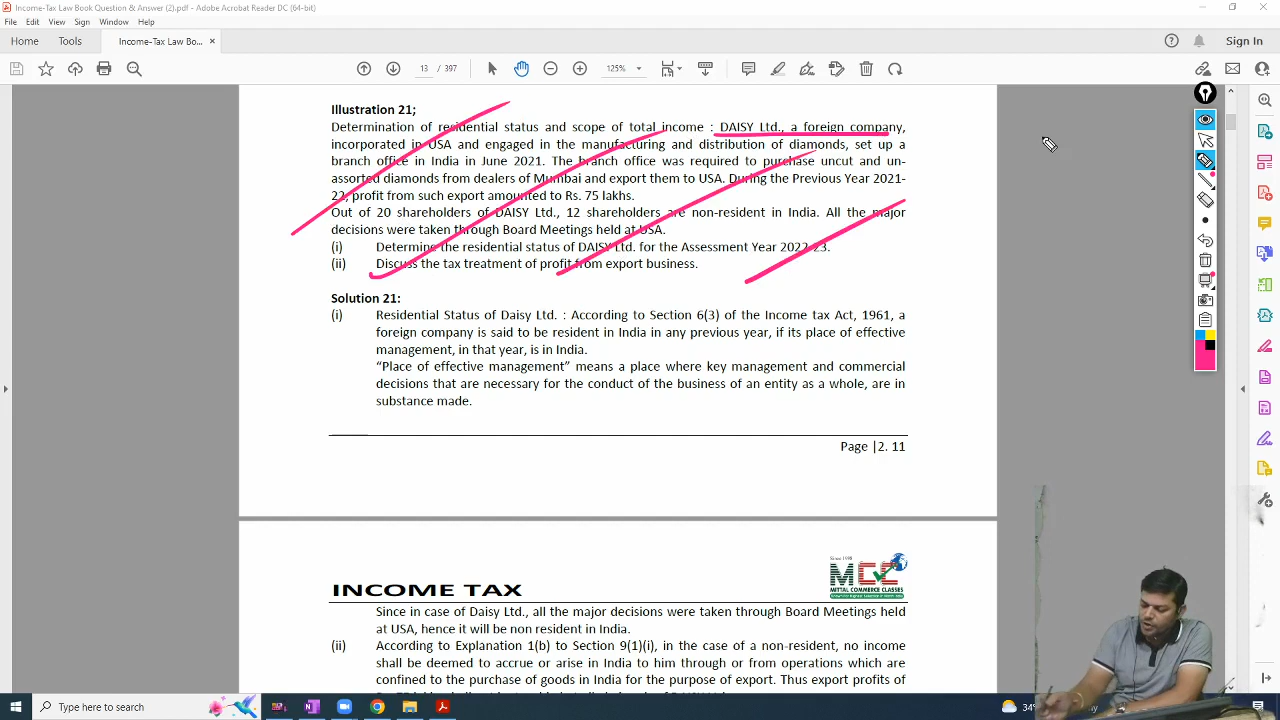 Income-Tax Law Book Question & Answer (2).pdf - Adobe Acrobat Reader DC (64-bit)
File Edit View Sign Window Help
Home Tools Income-Tax Law Bo... × Sign In
13 / 397 125%
Illustration 21;
Determination of residential status and scope of total income : DAISY Ltd., a foreign company,
incorporated in USA and engaged in the manufacturing and distribution of diamonds, set up a
branch office in India in June 2021. The branch office was required to purchase uncut and un-
assorted diamonds from dealers of Mumbai and export them to USA. During the Previous Year 2021-
22, profit from such export amounted to Rs. 75 lakhs.
Out of 20 shareholders of DAISY Ltd., 12 shareholders are non-resident in India. All the major
decisions were taken through Board Meetings held at USA.
(i) Determine the residential status of DAISY Ltd. for the Assessment Year 2022-23.
(ii) Discuss the tax treatment of profit from export business.
Solution 21:
(i) Residential Status of Daisy Ltd. : According to Section 6(3) of the Income tax Act, 1961, a
foreign company is said to be resident in India in any previous year, if its place of effective
management, in that year, is in India.
“Place of effective management” means a place where key management and commercial
decisions that are necessary for the conduct of the business of an entity as a whole, are in
substance made.
Page |2. 11
Since 1998
MCC
MITTAL COMMERCE CLASSES
INCOME TAX
Since in case of Daisy Ltd., all the major decisions were taken through Board Meetings held
at USA, hence it will be non resident in India.
(ii) According to Explanation 1(b) to Section 9(1)(i), in the case of a non-resident, no income
shall be deemed to accrue or arise in India to him through or from operations which are
confined to the purchase of goods in India for the purpose of export. Thus export profits of
Type here to search